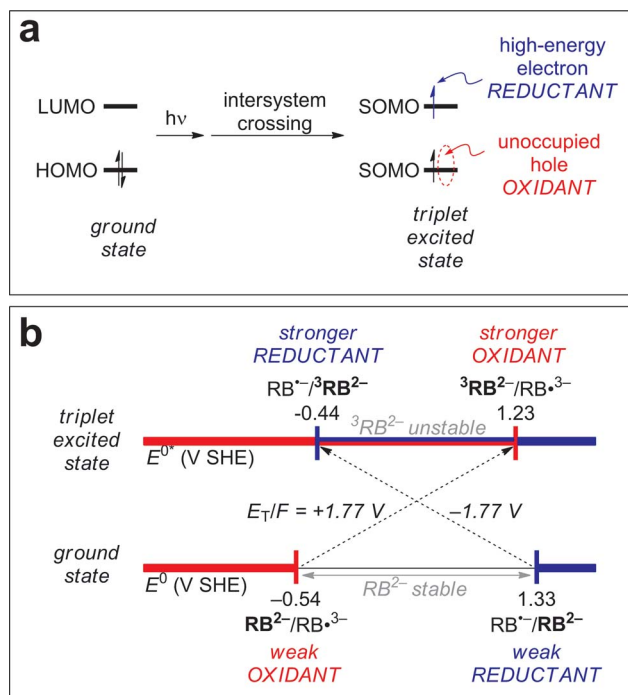 a
high-energy
electron
REDUCTANT
LUMO
hν
intersystem
crossing
SOMO
HOMO
SOMO
unoccupied
hole
OXIDANT
ground
state
triplet
excited
state
b
stronger
REDUCTANT
stronger
OXIDANT
RB•−/³RB²⁻
³RB²⁻/RB•³⁻
-0.44
1.23
triplet
excited
state
³RB²⁻ unstable
E⁰* (V SHE)
E_T/F = +1.77 V
–1.77 V
ground
state
E⁰ (V SHE)
RB²⁻ stable
–0.54
1.33
RB²⁻/RB•³⁻
RB•−/RB²⁻
weak
OXIDANT
weak
REDUCTANT